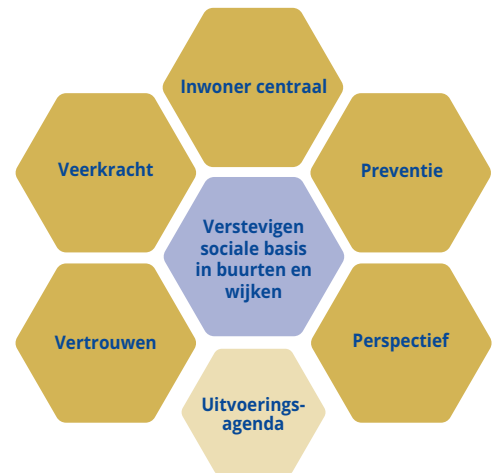 Inwoner centraal
Veerkracht
Preventie
Verstevigen
sociale basis
in buurten en
wijken
Vertrouwen
Perspectief
Uitvoerings-
agenda